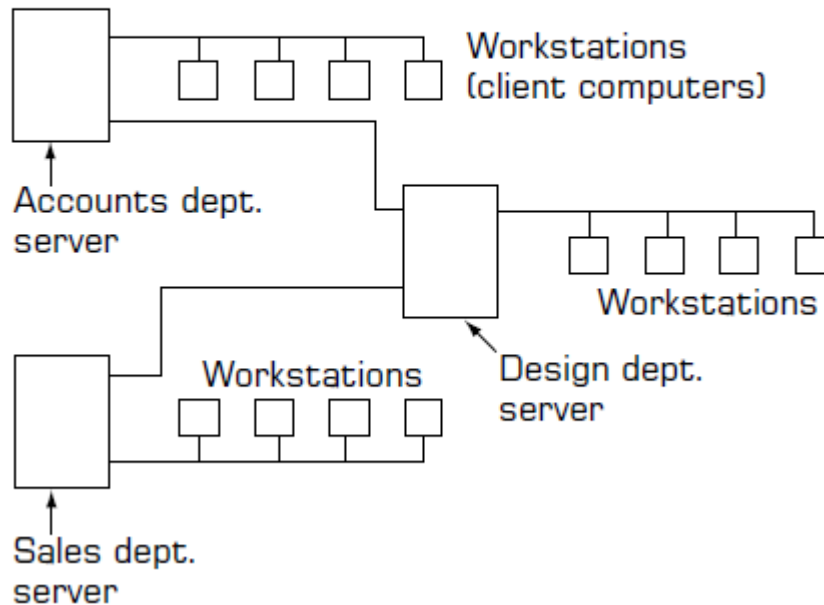 Workstations
(client computers)
Accounts dept.
server
Workstations
Workstations
Design dept.
server
Sales dept.
server